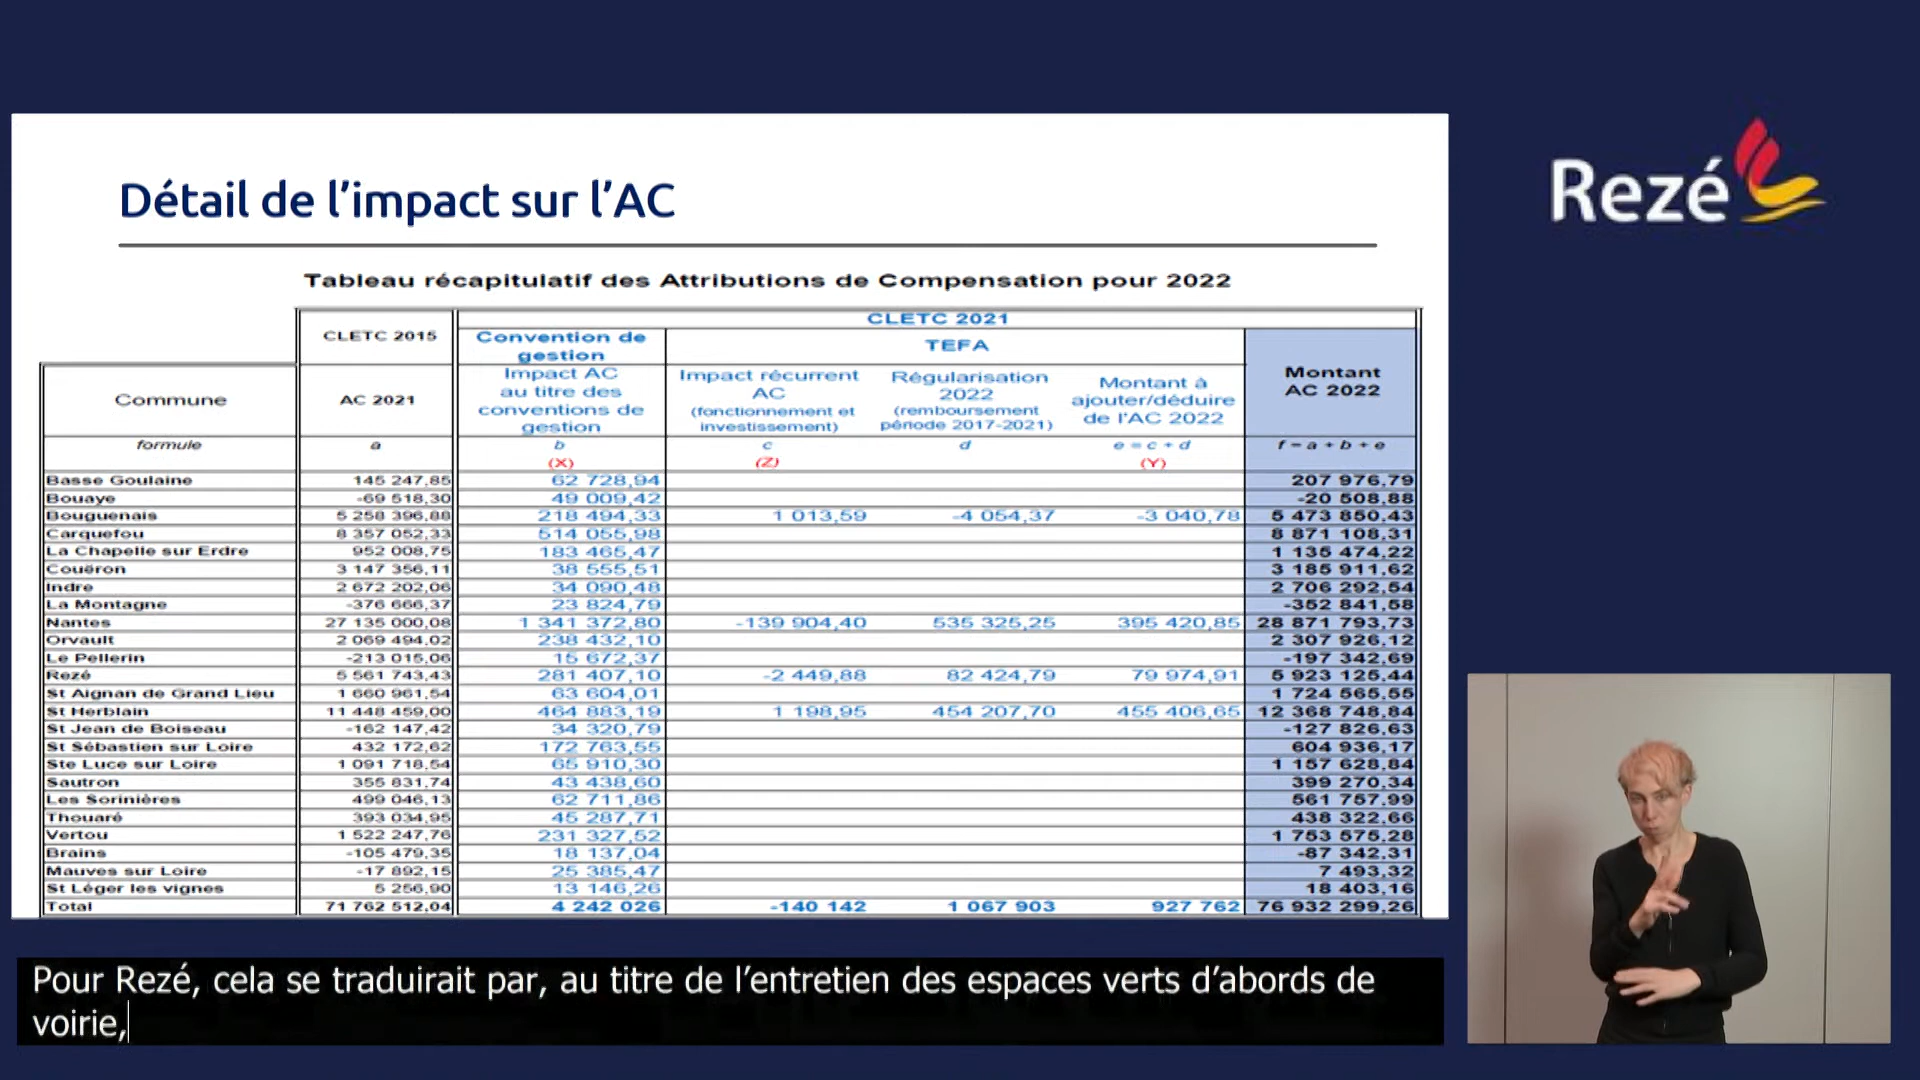 Détail de l’impact sur l’AC
Rezé
Tableau récapitulatif des Attributions de Compensation pour 2022
CLETC 2015
CLETC 2021
Convention de gestion
TEFA
Montant AC 2022
Commune
AC 2021
Impact AC au titre des conventions de gestion
Impact récurrent AC (fonctionnement et investissement)
Régularisation 2022 (remboursement période 2017-2021)
Montant à ajouter/déduire de l'AC 2022
formule a b c d e = c + d f = a + b + e
(X) (Z) (Y)
Basse Goulaine 145 247,85 62 728,94 207 976,79
Bouaye -69 518,30 49 009,42 -20 508,88
Bouguenais 5 258 396,88 218 494,33 1 013,59 -4 054,37 -3 040,78 5 473 850,43
Carquefou 8 357 052,33 514 055,98 8 871 108,31
La Chapelle sur Erdre 952 008,75 183 465,47 1 135 474,22
Couëron 3 147 356,11 38 555,51 3 185 911,62
Indre 2 672 202,06 34 090,48 2 706 292,54
La Montagne -376 666,37 23 824,79 -352 841,58
Nantes 27 135 000,08 1 341 372,80 -139 904,40 535 325,25 395 420,85 28 871 793,73
Orvault 2 069 494,02 238 432,10 2 307 926,12
Le Pellerin -213 015,06 15 672,37 -197 342,69
Rezé 5 561 743,43 281 407,10 -2 449,88 82 424,79 79 974,91 5 923 125,44
St Aignan de Grand Lieu 1 660 961,54 63 604,01 1 724 565,55
St Herblain 11 448 459,00 464 883,19 1 198,95 454 207,70 455 406,65 12 368 748,84
St Jean de Boiseau -162 147,42 34 320,79 -127 826,63
St Sébastien sur Loire 432 172,62 172 763,55 604 936,17
Ste Luce sur Loire 1 091 718,54 65 910,30 1 157 628,84
Sautron 355 831,74 43 438,60 399 270,34
Les Sorinières 499 046,13 62 711,86 561 757,99
Thouaré 393 034,95 45 287,71 438 322,66
Vertou 1 522 247,76 231 327,52 1 753 575,28
Brains -105 479,35 18 137,04 -87 342,31
Mauves sur Loire -17 892,15 25 385,47 7 493,32
St Léger les vignes 5 256,90 13 146,26 18 403,16
Total 71 762 512,04 4 242 026 -140 142 1 067 903 927 762 76 932 299,26
Pour Rezé, cela se traduirait par, au titre de l’entretien des espaces verts d’abords de
voirie,